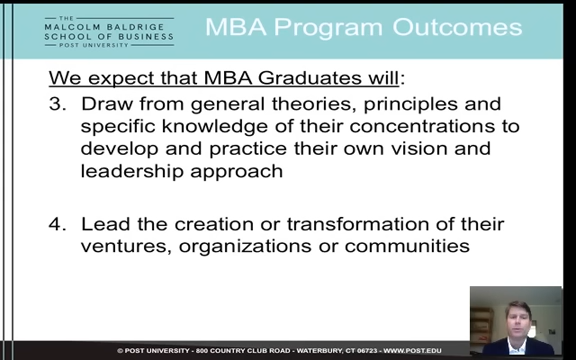 THE
MALCOLM BALDRIGE
SCHOOL OF BUSINESS
POST UNIVERSITY
MBA Program Outcomes
We expect that MBA Graduates will:
3. Draw from general theories, principles and
specific knowledge of their concentrations to
develop and practice their own vision and
leadership approach
4. Lead the creation or transformation of their
ventures, organizations or communities
© POST UNIVERSITY - 800 COUNTRY CLUB ROAD - WATERBURY, CT 06723 - WWW.POST.EDU